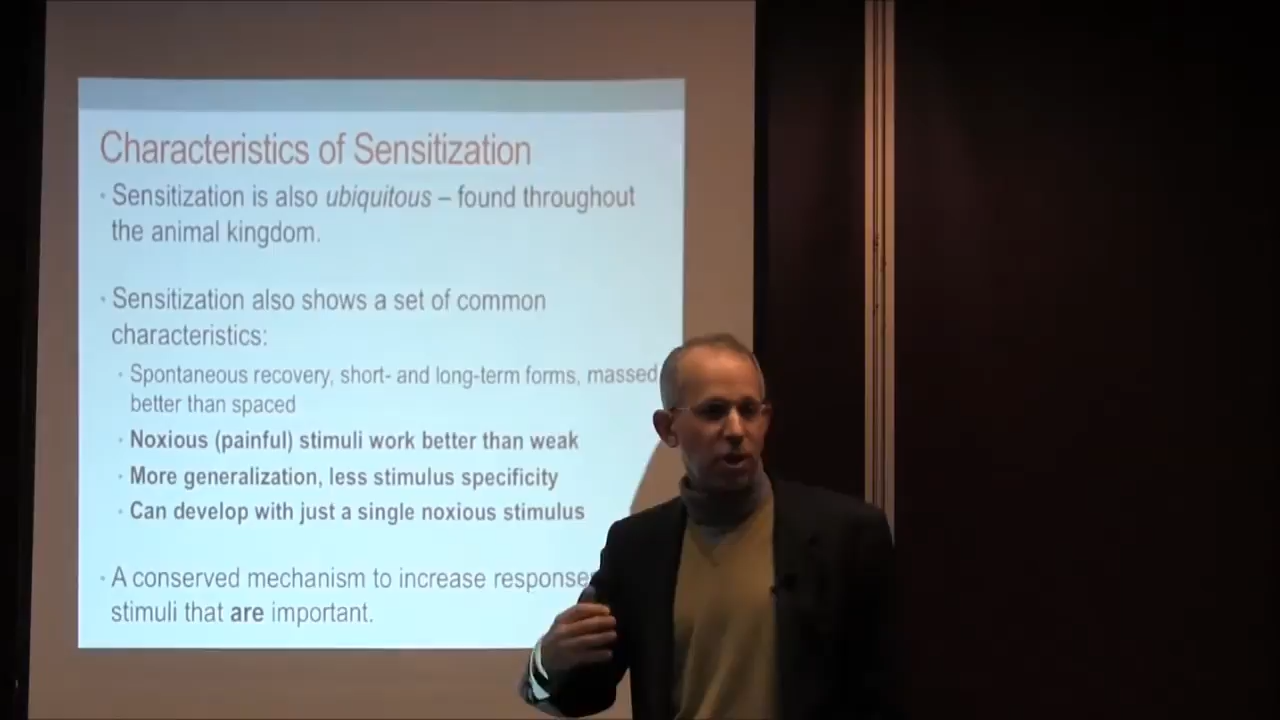 Characteristics of Sensitization
· Sensitization is also ubiquitous – found throughout
the animal kingdom.
· Sensitization also shows a set of common
characteristics:
· Spontaneous recovery, short- and long-term forms, massed
better than spaced
· Noxious (painful) stimuli work better than weak
· More generalization, less stimulus specificity
· Can develop with just a single noxious stimulus
· A conserved mechanism to increase response
stimuli that are important.